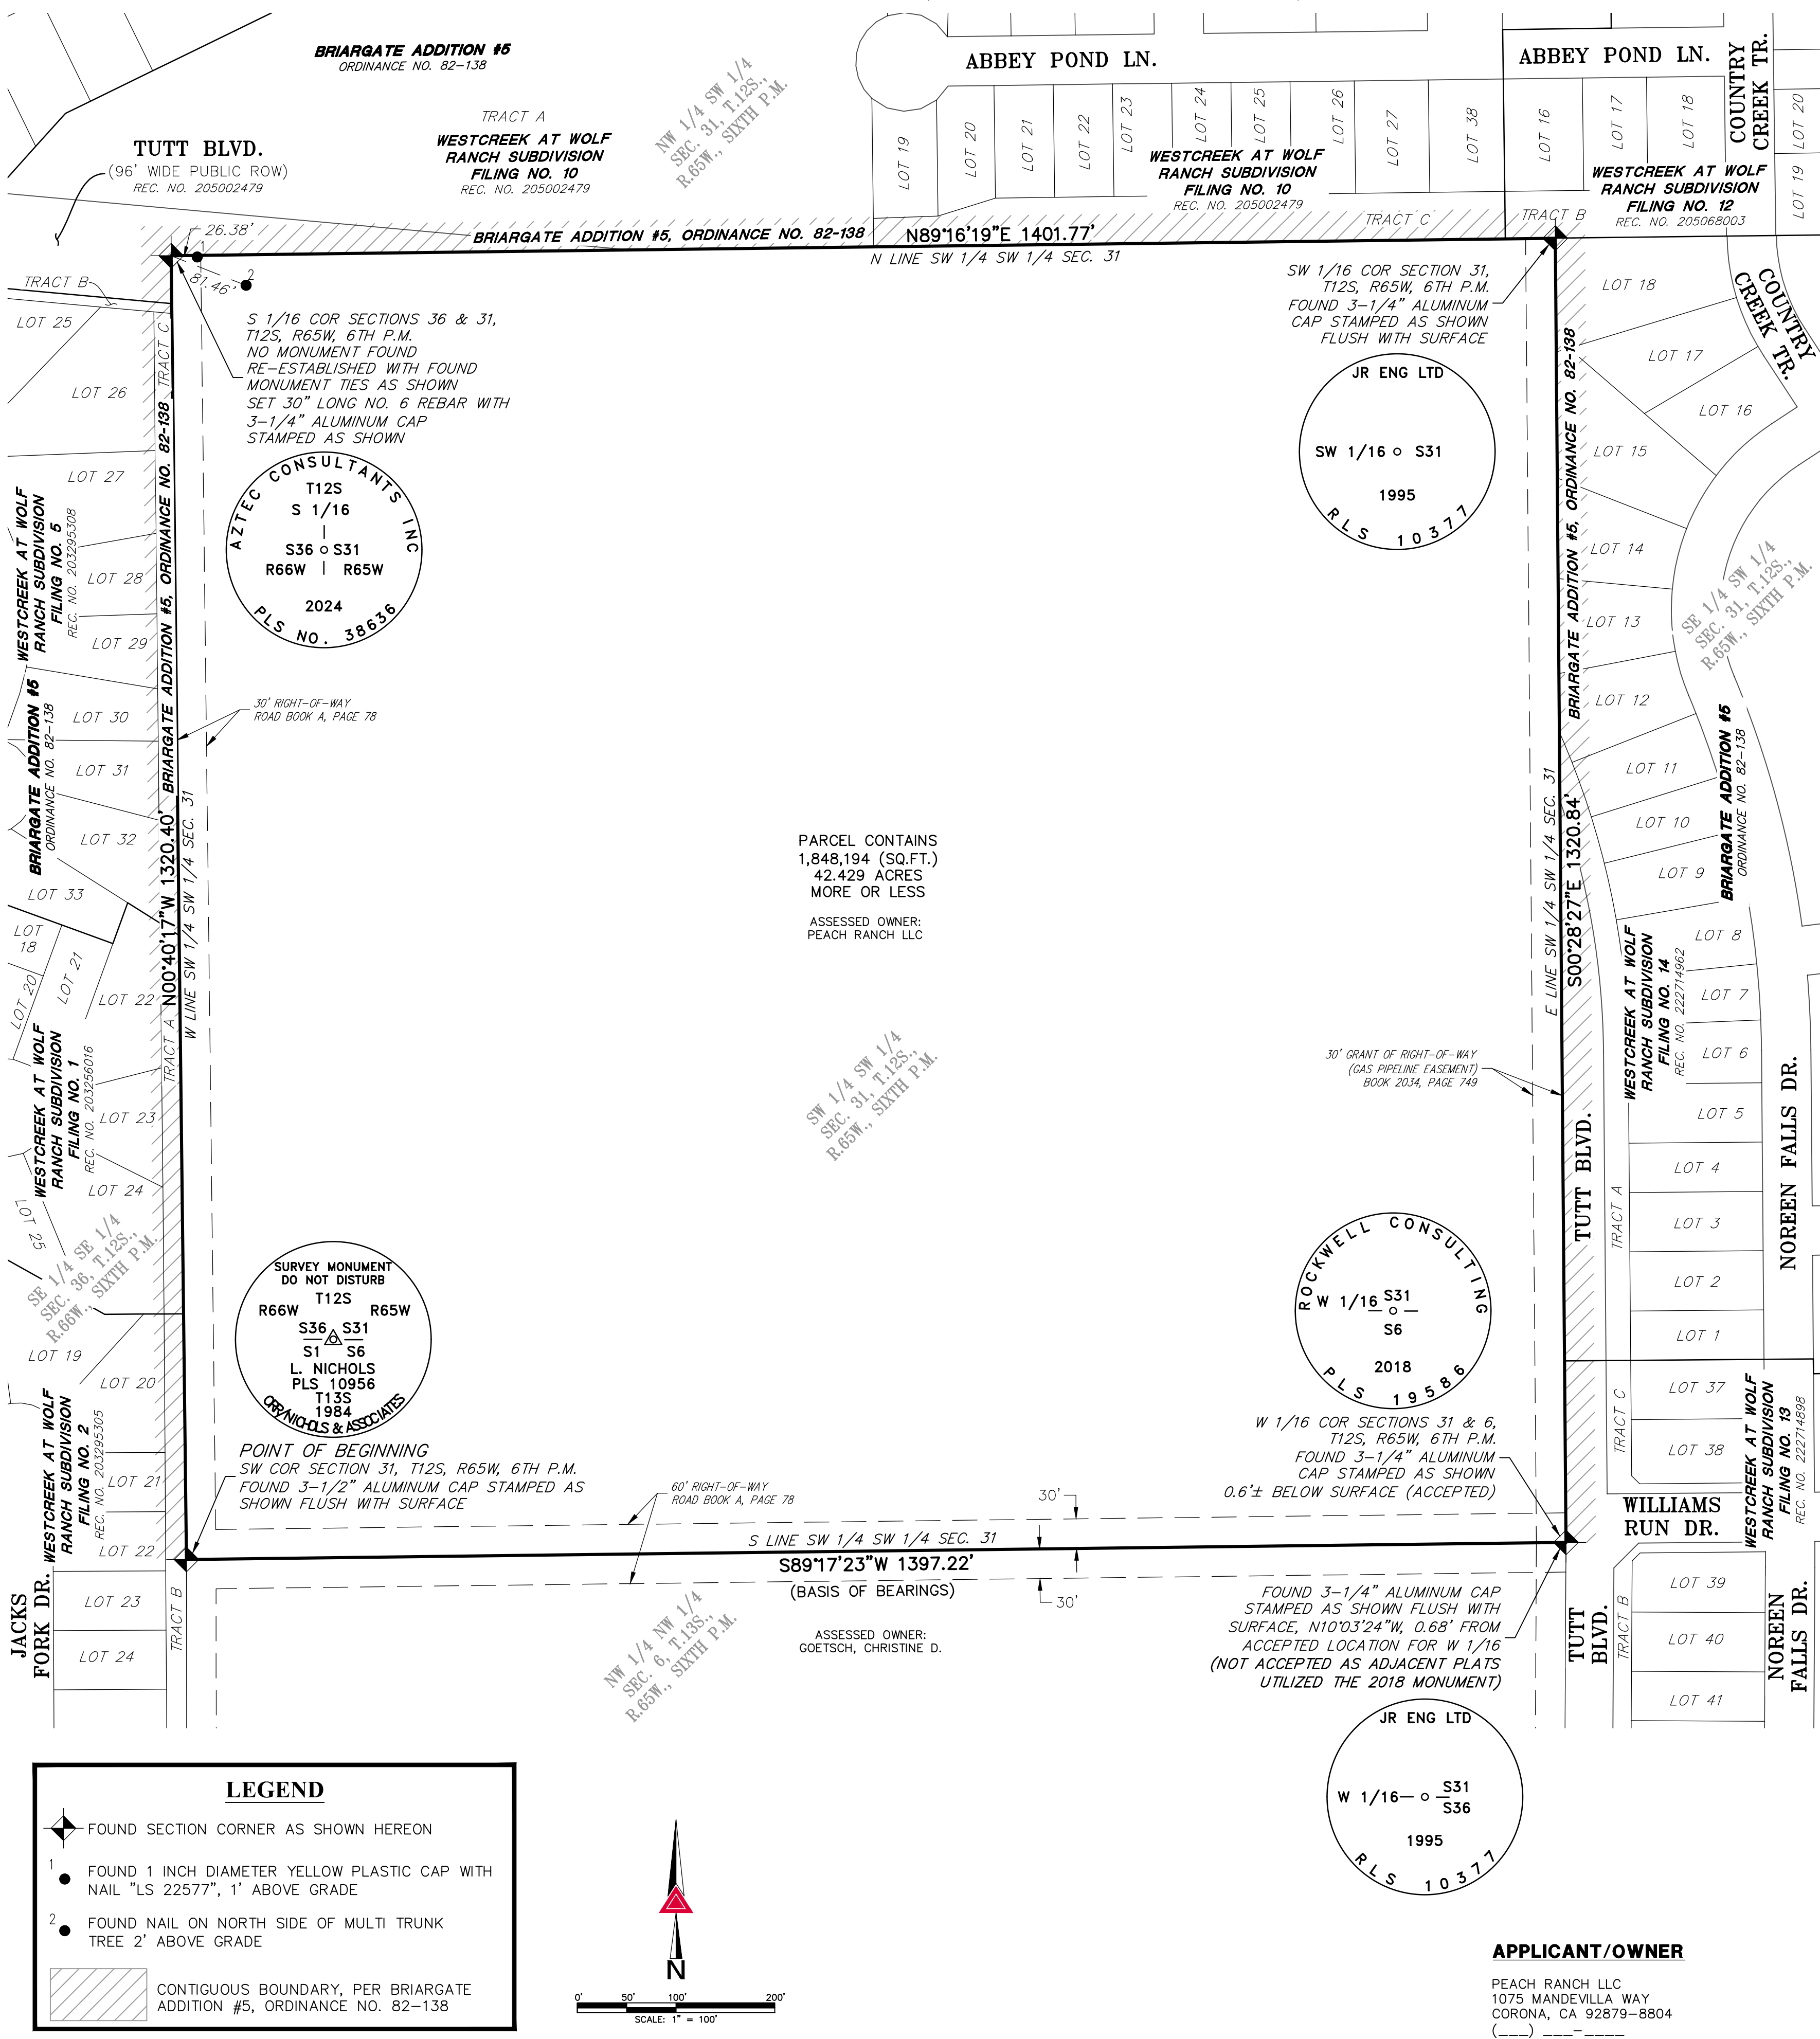 BRIARGATE ADDITION #5
ORDINANCE NO. 82-138
TRACT A
WESTCREEK AT WOLF
RANCH SUBDIVISION
FILING NO. 10
REC. NO. 205002479
TUTT BLVD.
(96' WIDE PUBLIC ROW)
REC. NO. 205002479
NW 1/4 SW 1/4
SEC. 31, T.12S.,
R.65W., SIXTH P.M.
ABBEY POND LN.
ABBEY POND LN.
COUNTRY
CREEK TR.
LOT 19
LOT 20
LOT 21
LOT 22
LOT 23
LOT 24
LOT 25
LOT 26
LOT 27
LOT 38
LOT 16
LOT 17
LOT 18
LOT 20
LOT 19
WESTCREEK AT WOLF
RANCH SUBDIVISION
FILING NO. 10
REC. NO. 205002479
WESTCREEK AT WOLF
RANCH SUBDIVISION
FILING NO. 12
REC. NO. 205068003
TRACT C
TRACT B
26.38'
1
BRIARGATE ADDITION #5, ORDINANCE NO. 82-138
N89°16'19"E 1401.77'
N LINE SW 1/4 SW 1/4 SEC. 31
81.46'
2
TRACT B
LOT 25
TRACT C
LOT 26
LOT 27
LOT 28
LOT 29
LOT 30
LOT 31
LOT 32
LOT 33
WESTCREEK AT WOLF
RANCH SUBDIVISION
FILING NO. 5
REC. NO. 203295308
BRIARGATE ADDITION #5
ORDINANCE NO. 82-138
BRIARGATE ADDITION #5, ORDINANCE NO. 82-138
S 1/16 COR SECTIONS 36 & 31,
T12S, R65W, 6TH P.M.
NO MONUMENT FOUND
RE-ESTABLISHED WITH FOUND
MONUMENT TIES AS SHOWN
SET 30" LONG NO. 6 REBAR WITH
3-1/4" ALUMINUM CAP
STAMPED AS SHOWN
AZTEC CONSULTANTS INC
T12S
S 1/16
S36 S31
R66W R65W
2024
PLS NO. 38636
SW 1/16 COR SECTION 31,
T12S, R65W, 6TH P.M.
FOUND 3-1/4" ALUMINUM
CAP STAMPED AS SHOWN
FLUSH WITH SURFACE
JR ENG LTD
SW 1/16 S31
1995
RLS 10377
COUNTRY
CREEK TR.
LOT 18
LOT 17
LOT 16
LOT 15
LOT 14
LOT 13
LOT 12
LOT 11
LOT 10
LOT 9
LOT 8
LOT 7
LOT 6
LOT 5
LOT 4
LOT 3
LOT 2
LOT 1
BRIARGATE ADDITION #5, ORDINANCE NO. 82-138
SE 1/4 SW 1/4
SEC. 31, T.12S.,
R.65W., SIXTH P.M.
BRIARGATE ADDITION #5
ORDINANCE NO. 82-138
30' RIGHT-OF-WAY
ROAD BOOK A, PAGE 78
N00°40'17"W 1320.40'
W LINE SW 1/4 SW 1/4 SEC. 31
PARCEL CONTAINS
1,848,194 (SQ.FT.)
42.429 ACRES
MORE OR LESS
ASSESSED OWNER:
PEACH RANCH LLC
E LINE SW 1/4 SW 1/4 SEC. 31
S00°28'27"E 1320.84'
WESTCREEK AT WOLF
RANCH SUBDIVISION
FILING NO. 14
REC. NO. 222714962
LOT
18
LOT 20
LOT 21
LOT 22
LOT 23
LOT 24
LOT 25
TRACT A
WESTCREEK AT WOLF
RANCH SUBDIVISION
FILING NO. 1
REC. NO. 203256016
SW 1/4 SW 1/4
SEC. 31, T.12S.,
R.65W., SIXTH P.M.
30' GRANT OF RIGHT-OF-WAY
(GAS PIPELINE EASEMENT)
BOOK 2034, PAGE 749
TUTT BLVD.
TRACT A
NOREEN FALLS DR.
SE 1/4 SE 1/4
SEC. 36, T.12S.,
R.66W., SIXTH P.M.
SURVEY MONUMENT
DO NOT DISTURB
T12S
R66W R65W
S36 S31
S1 S6
L. NICHOLS
PLS 10956
T13S
1984
ORR/NICHOLS & ASSOCIATES
ROCKWELL CONSULTING
W 1/16 S31
S6
2018
PLS 19586
LOT 19
LOT 20
LOT 21
LOT 22
LOT 23
LOT 24
WESTCREEK AT WOLF
RANCH SUBDIVISION
FILING NO. 2
REC. NO. 203295305
JACKS
FORK DR.
TRACT B
POINT OF BEGINNING
SW COR SECTION 31, T12S, R65W, 6TH P.M.
FOUND 3-1/2" ALUMINUM CAP STAMPED AS
SHOWN FLUSH WITH SURFACE
60' RIGHT-OF-WAY
ROAD BOOK A, PAGE 78
W 1/16 COR SECTIONS 31 & 6,
T12S, R65W, 6TH P.M.
FOUND 3-1/4" ALUMINUM
CAP STAMPED AS SHOWN
0.6'± BELOW SURFACE (ACCEPTED)
30'
S LINE SW 1/4 SW 1/4 SEC. 31
S89°17'23"W 1397.22'
(BASIS OF BEARINGS)
30'
ASSESSED OWNER:
GOETSCH, CHRISTINE D.
NW 1/4 NW 1/4
SEC. 6, T.13S.,
R.65W., SIXTH P.M.
TRACT C
LOT 37
LOT 38
WESTCREEK AT WOLF
RANCH SUBDIVISION
FILING NO. 13
REC. NO. 222714898
WILLIAMS
RUN DR.
TUTT
BLVD.
TRACT B
LOT 39
LOT 40
LOT 41
NOREEN
FALLS DR.
FOUND 3-1/4" ALUMINUM CAP
STAMPED AS SHOWN FLUSH WITH
SURFACE, N10°03'24"W, 0.68' FROM
ACCEPTED LOCATION FOR W 1/16
(NOT ACCEPTED AS ADJACENT PLATS
UTILIZED THE 2018 MONUMENT)
JR ENG LTD
W 1/16 S31
S36
1995
RLS 10377
LEGEND
FOUND SECTION CORNER AS SHOWN HEREON
1
FOUND 1 INCH DIAMETER YELLOW PLASTIC CAP WITH
NAIL "LS 22577", 1' ABOVE GRADE
2
FOUND NAIL ON NORTH SIDE OF MULTI TRUNK
TREE 2' ABOVE GRADE
CONTIGUOUS BOUNDARY, PER BRIARGATE
ADDITION #5, ORDINANCE NO. 82-138
N
0' 50' 100' 200'
SCALE: 1" = 100'
APPLICANT/OWNER
PEACH RANCH LLC
1075 MANDEVILLA WAY
CORONA, CA 92879-8804
(___) ___-____